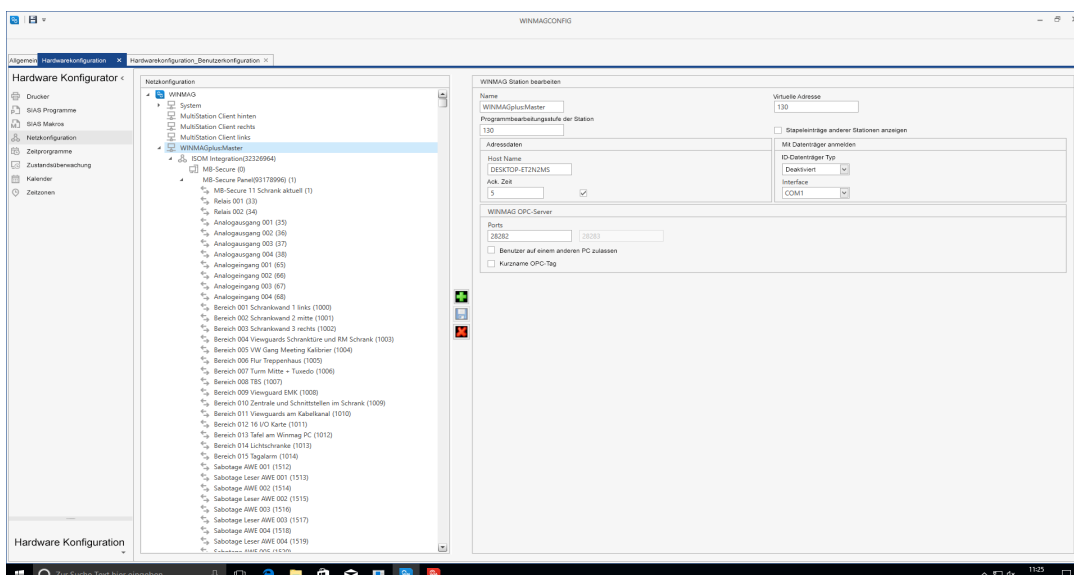 WINMAGCONFIG
Allgemein Hardwarekonfiguration × Hardwarekonfiguration_Benutzerkonfiguration ×
Hardware Konfigurator <
Drucker
SIAS Programme
SIAS Makros
Netzkonfiguration
Zeitprorgramme
Zustandsüberwachung
Kalender
Zeitzonen
Hardware Konfiguration
Netzkonfiguration
WINMAG
System
MultiStation Client hinten
MultiStation Client rechts
MultiStation Client links
WINMAGplus:Master
ISOM Integration(32326964)
MB-Secure (0)
MB-Secure Panel(93178996) (1)
MB-Secure 11 Schrank aktuell (1)
Relais 001 (33)
Relais 002 (34)
Analogausgang 001 (35)
Analogausgang 002 (36)
Analogausgang 003 (37)
Analogausgang 004 (38)
Analogeingang 001 (65)
Analogeingang 002 (66)
Analogeingang 003 (67)
Analogeingang 004 (68)
Bereich 001 Schrankwand 1 links (1000)
Bereich 002 Schrankwand 2 mitte (1001)
Bereich 003 Schrankwand 3 rechts (1002)
Bereich 004 Viewguards Schranktüre und RM Schrank (1003)
Bereich 005 VW Gang Meeting Kalibrier (1004)
Bereich 006 Flur Treppenhaus (1005)
Bereich 007 Turm Mitte + Tuxedo (1006)
Bereich 008 TBS (1007)
Bereich 009 Viewguard EMK (1008)
Bereich 010 Zentrale und Schnittstellen im Schrank (1009)
Bereich 011 Viewguards am Kabelkanal (1010)
Bereich 012 16 I/O Karte (1011)
Bereich 013 Tafel am Winmag PC (1012)
Bereich 014 Lichtschranke (1013)
Bereich 015 Tagalarm (1014)
Sabotage AWE 001 (1512)
Sabotage Leser AWE 001 (1513)
Sabotage AWE 002 (1514)
Sabotage Leser AWE 002 (1515)
Sabotage AWE 003 (1516)
Sabotage Leser AWE 003 (1517)
Sabotage AWE 004 (1518)
Sabotage Leser AWE 004 (1519)
Sabotage AWE 005 (1520)
WINMAG Station bearbeiten
Name
WINMAGplus:Master
Virtuelle Adresse
130
Programmbearbeitungsstufe der Station
130
Stapeleinträge anderer Stationen anzeigen
Adressdaten
Host Name
DESKTOP-ET2N2MS
Ack. Zeit
5
Mit Datenträger anmelden
ID-Datenträger Typ
Deaktiviert
Interface
COM1
WINMAG OPC-Server
Ports
28282 28283
Benutzer auf einem anderen PC zulassen
Kurzname OPC-Tag
Zur Suche Text hier eingeben
11:25